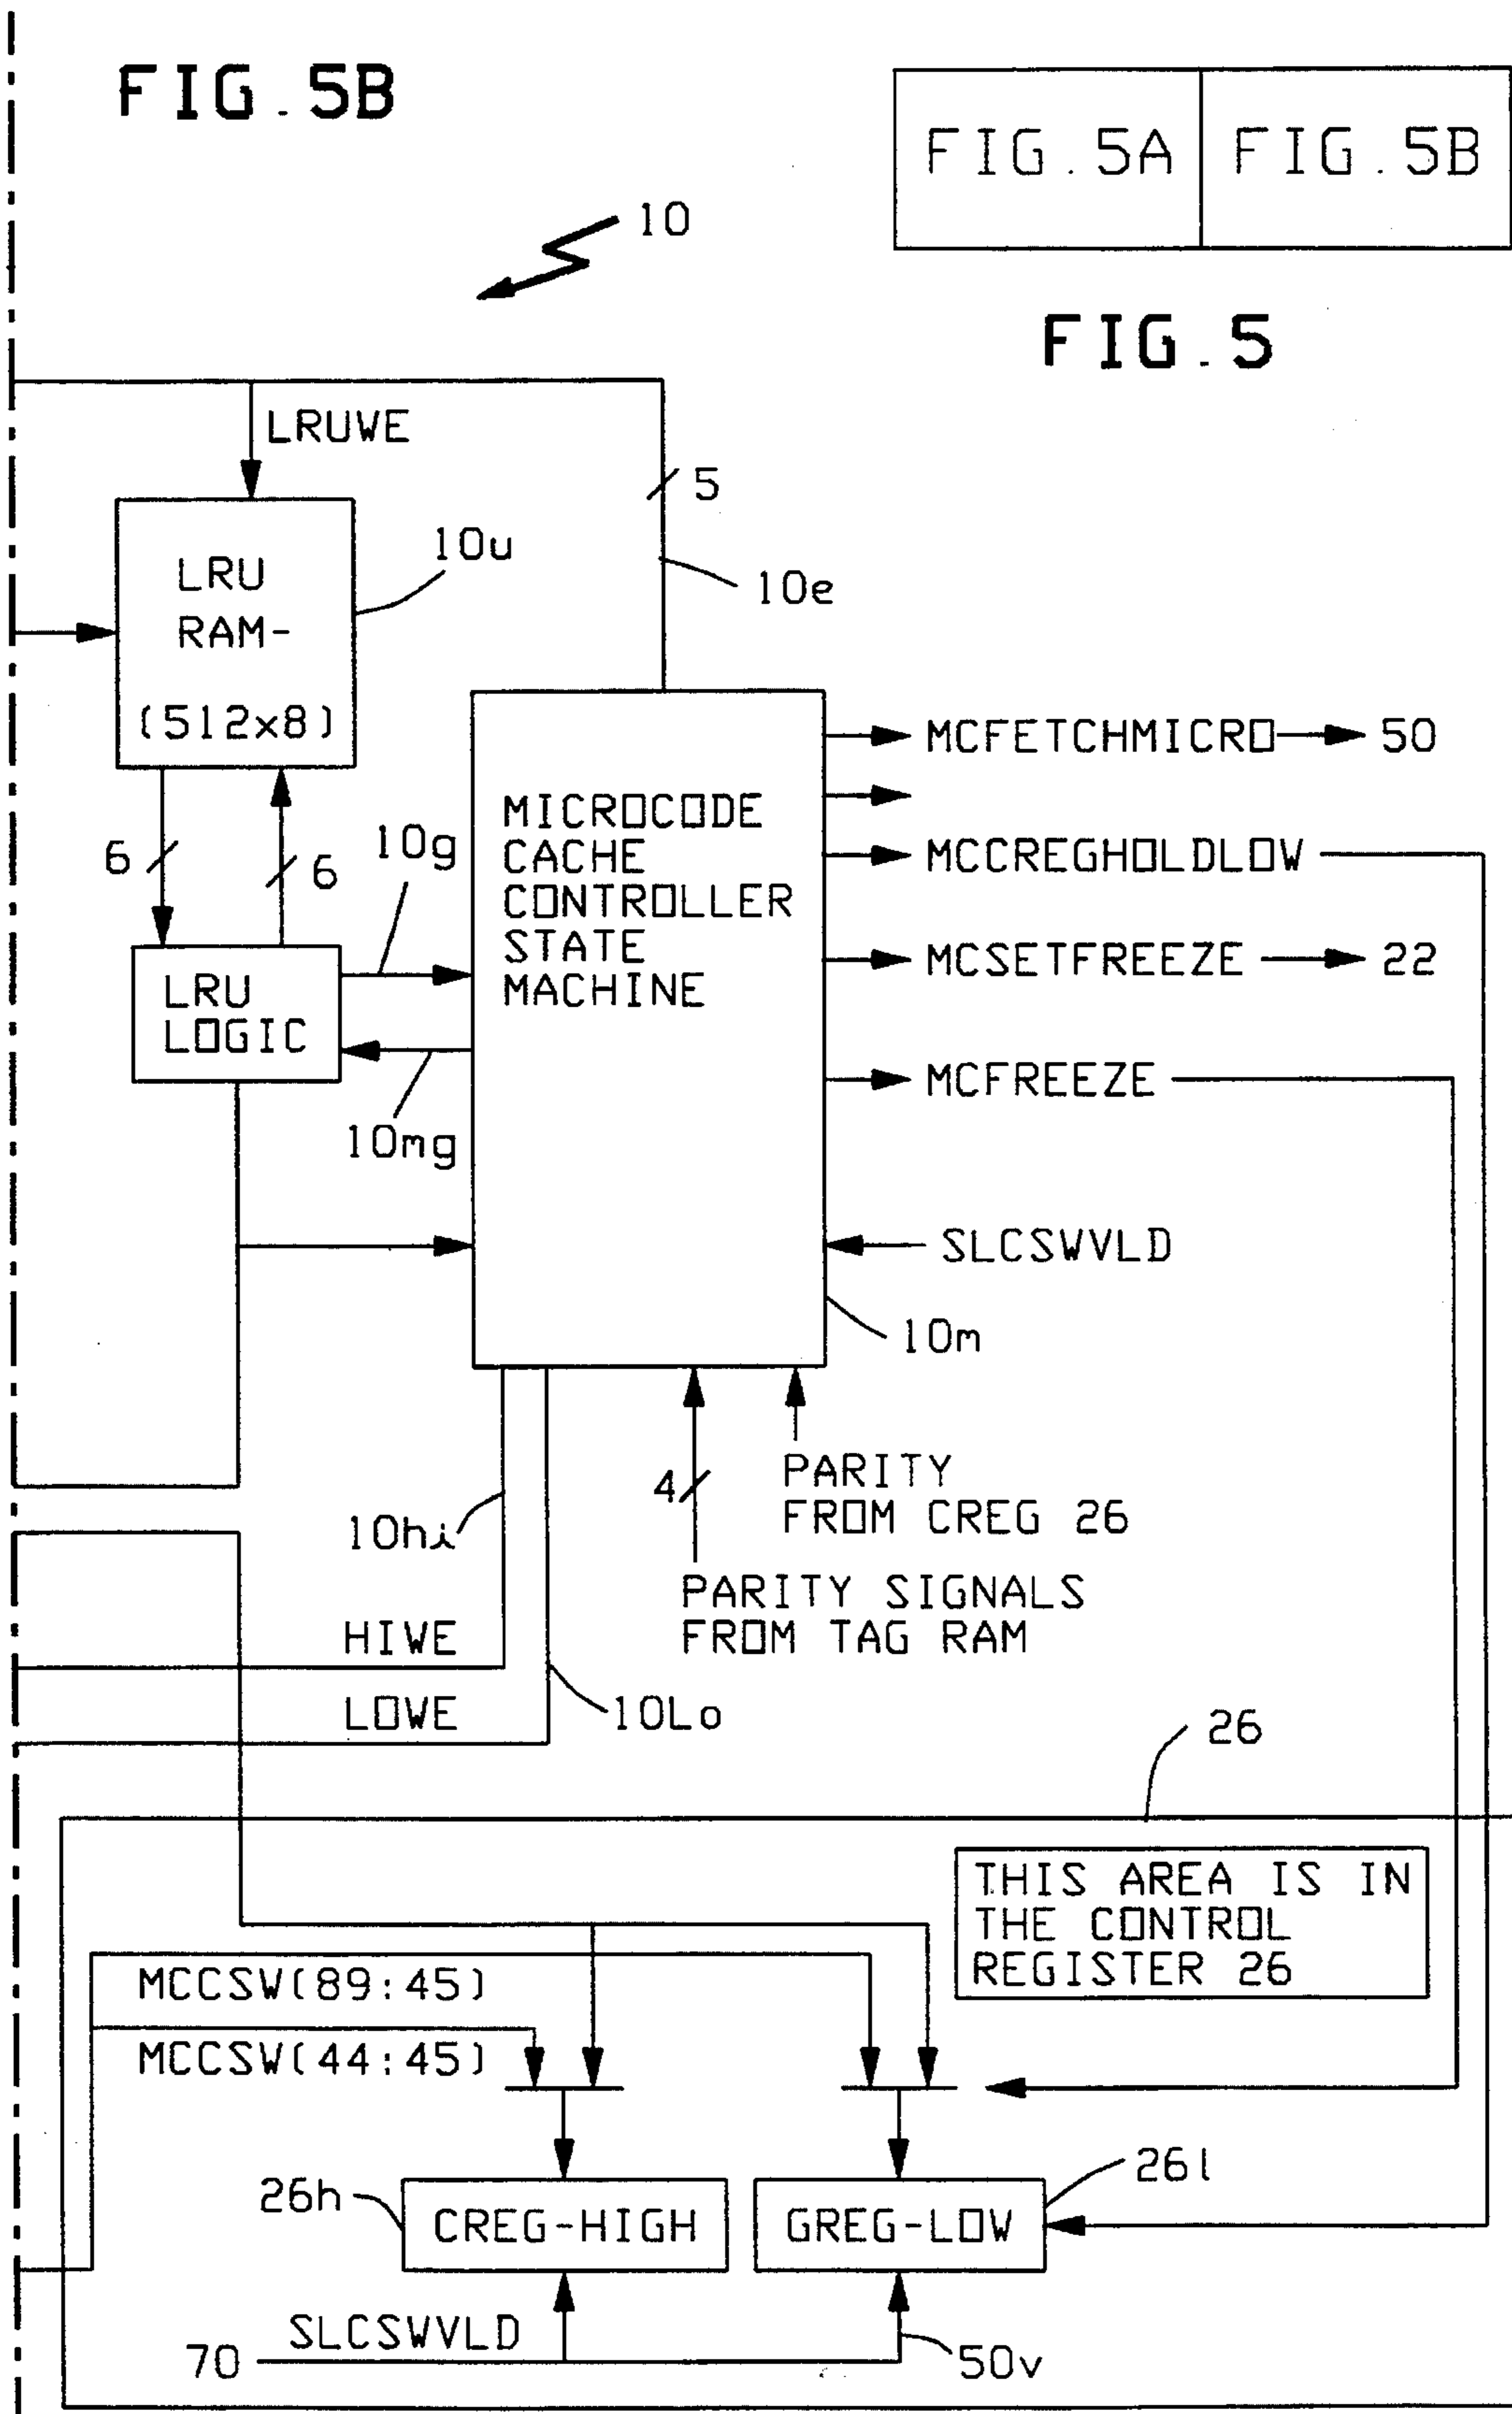 FIG. 5B
FIG. 5A
FIG. 5B
FIG. 5
10
LRUWE
5
10u
10e
LRU
RAM-
(512x8)
6
6
10g
LRU
LOGIC
10mg
MICROCODE
CACHE
CONTROLLER
STATE
MACHINE
MCFETCHMICRO
50
MCCREGHOLDLOW
MCSETFREEZE
22
MCFREEZE
SLCSWVLD
10m
4
PARITY
FROM CREG 26
PARITY SIGNALS
FROM TAG RAM
10hi
HIWE
LOWE
10Lo
26
THIS AREA IS IN
THE CONTROL
REGISTER 26
MCCSW(89:45)
MCCSW(44:45)
26h
CREG-HIGH
GREG-LOW
26l
70
SLCSWVLD
50v